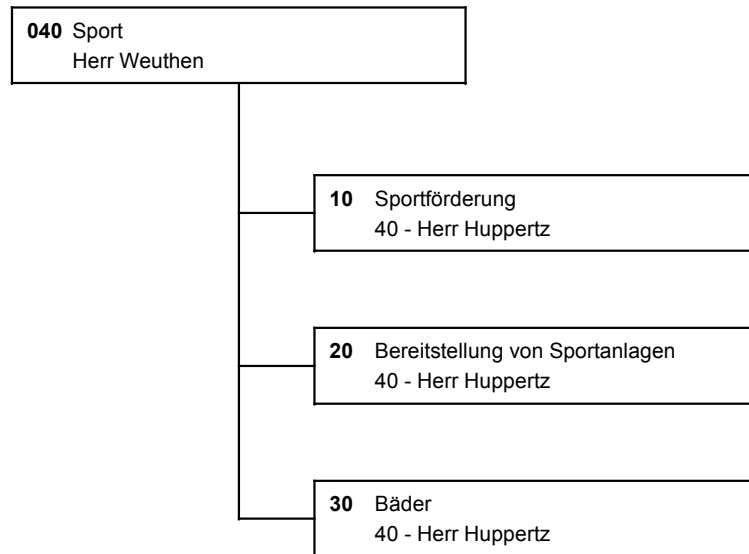 040 Sport
Herr Weuthen
10 Sportförderung
40 - Herr Huppertz
20 Bereitstellung von Sportanlagen
40 - Herr Huppertz
30 Bäder
40 - Herr Huppertz